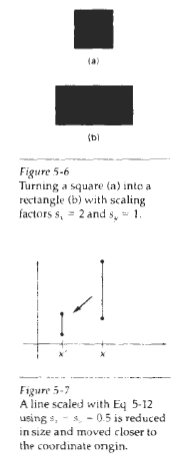 (a)
(b)
Figure 5-6
Turning a square (a) into a
rectangle (b) with scaling
factors sₓ = 2 and sᵧ = 1.
x'
x
Figure 5-7
A line scaled with Eq 5-12
using sₓ = sᵧ = 0.5 is reduced
in size and moved closer to
the coordinate origin.